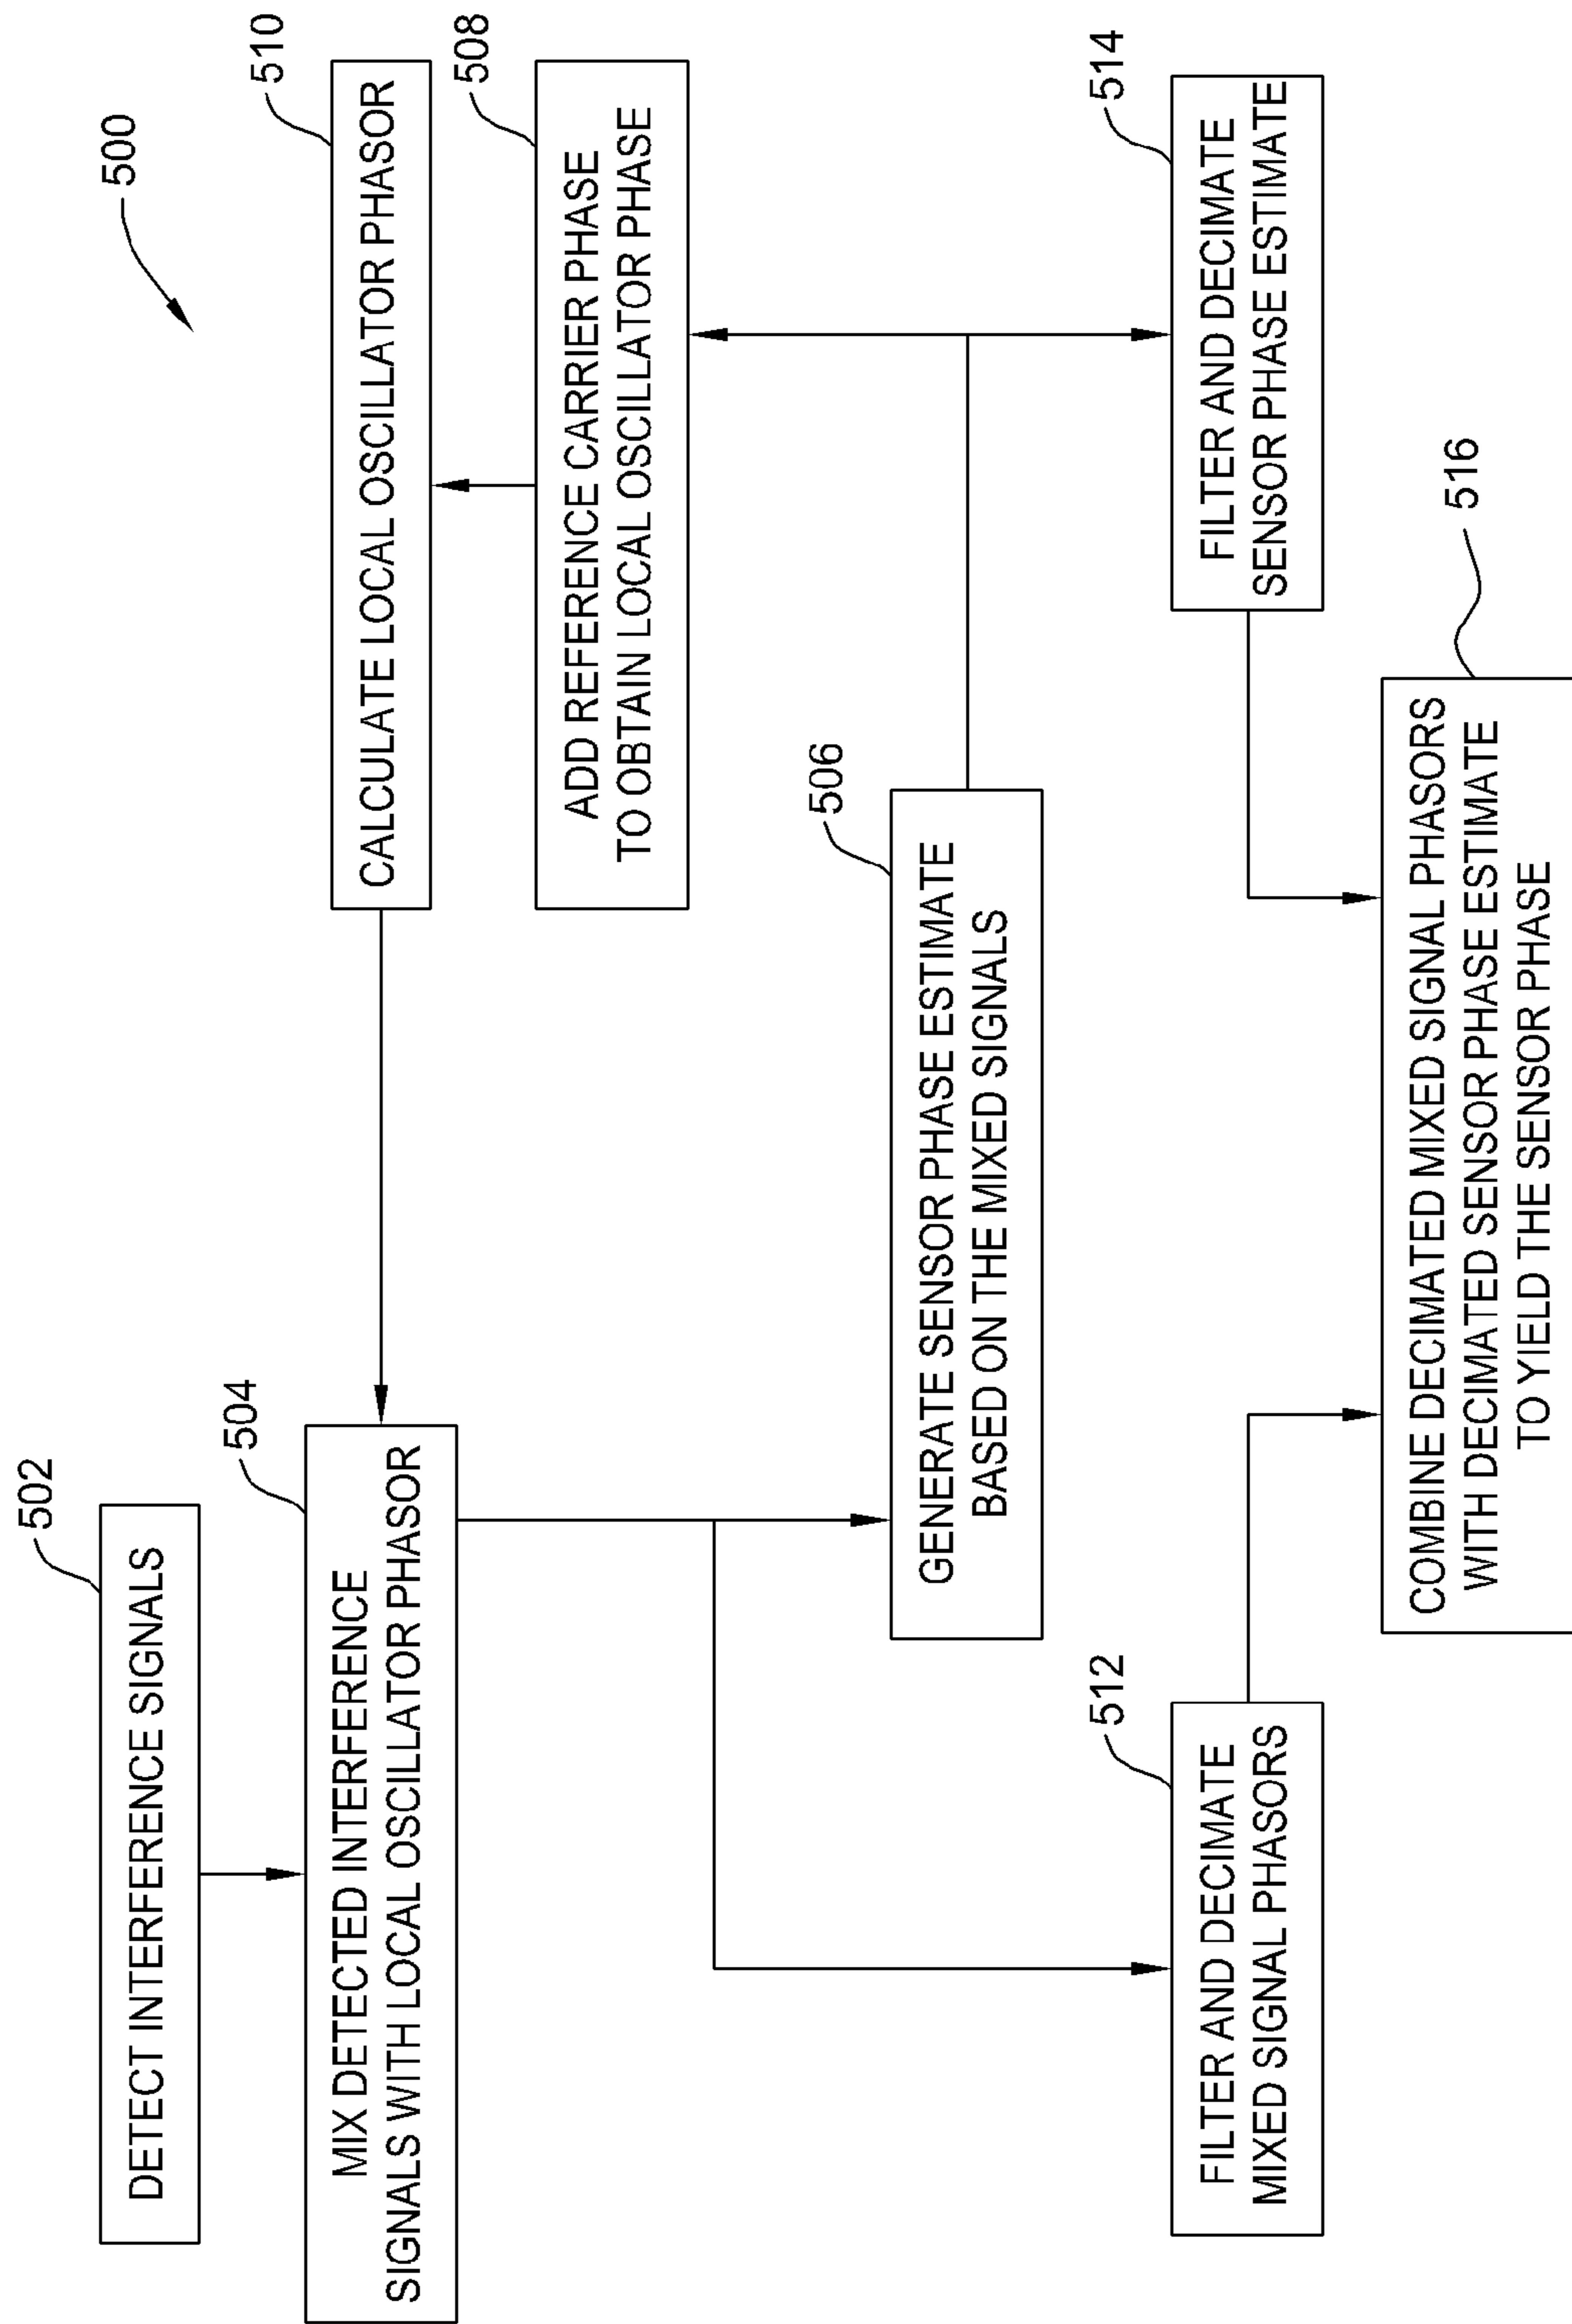 500
502
DETECT INTERFERENCE SIGNALS
504
MIX DETECTED INTERFERENCE
SIGNALS WITH LOCAL OSCILLATOR PHASOR
510
CALCULATE LOCAL OSCILLATOR PHASOR
508
ADD REFERENCE CARRIER PHASE
TO OBTAIN LOCAL OSCILLATOR PHASE
506
GENERATE SENSOR PHASE ESTIMATE
BASED ON THE MIXED SIGNALS
512
FILTER AND DECIMATE
MIXED SIGNAL PHASORS
514
FILTER AND DECIMATE
SENSOR PHASE ESTIMATE
516
COMBINE DECIMATED MIXED SIGNAL PHASORS
WITH DECIMATED SENSOR PHASE ESTIMATE
TO YIELD THE SENSOR PHASE